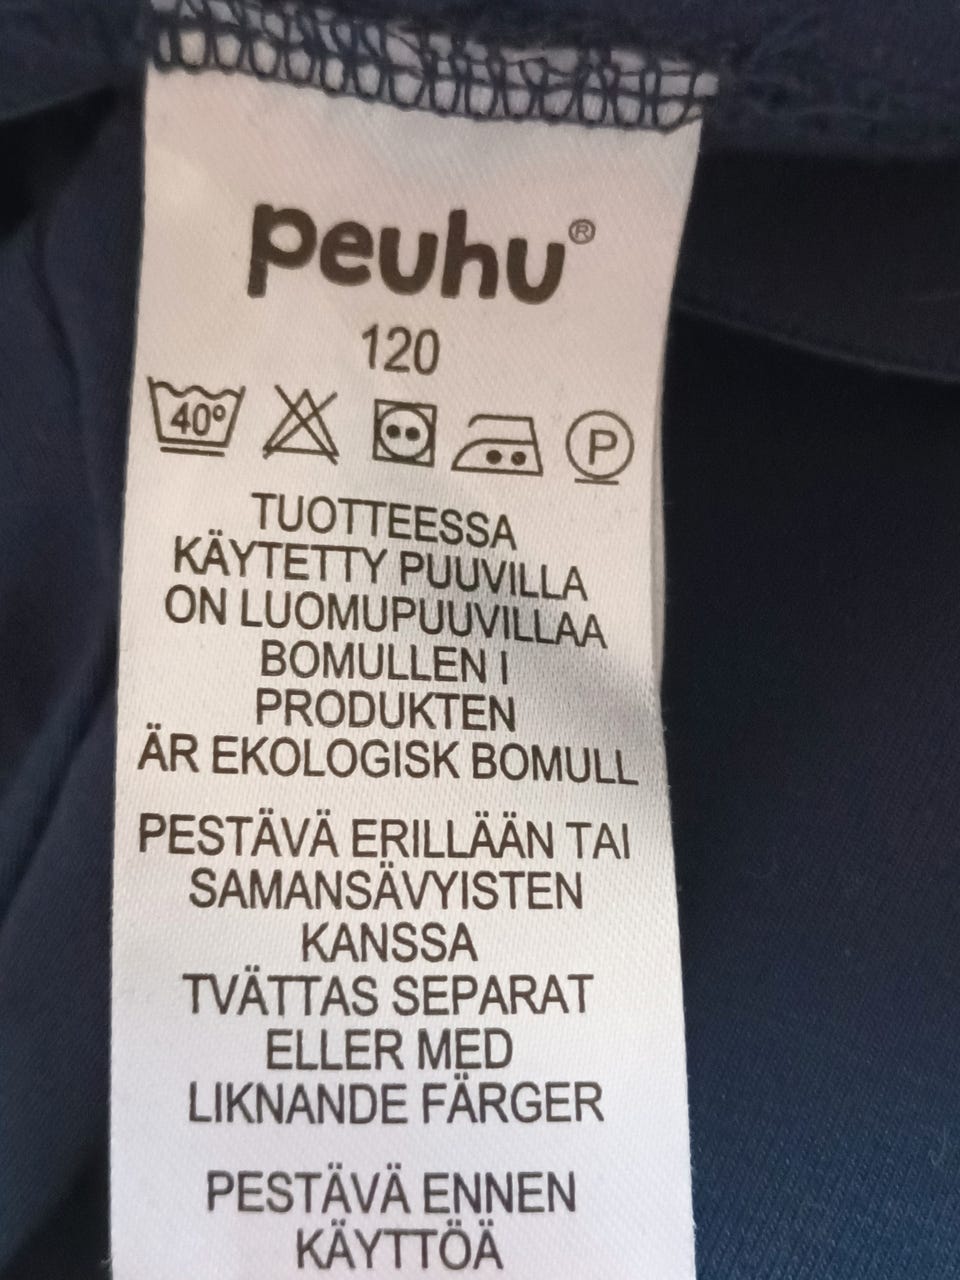 peuhu®
120
40° P
TUOTTEESSA
KÄYTETTY PUUVILLA
ON LUOMUPUUVILLAA
BOMULLEN I
PRODUKTEN
ÄR EKOLOGISK BOMULL
PESTÄVÄ ERILLÄÄN TAI
SAMANSÄVYISTEN
KANSSA
TVÄTTAS SEPARAT
ELLER MED
LIKNANDE FÄRGER
PESTÄVÄ ENNEN
KÄYTTÖÄ